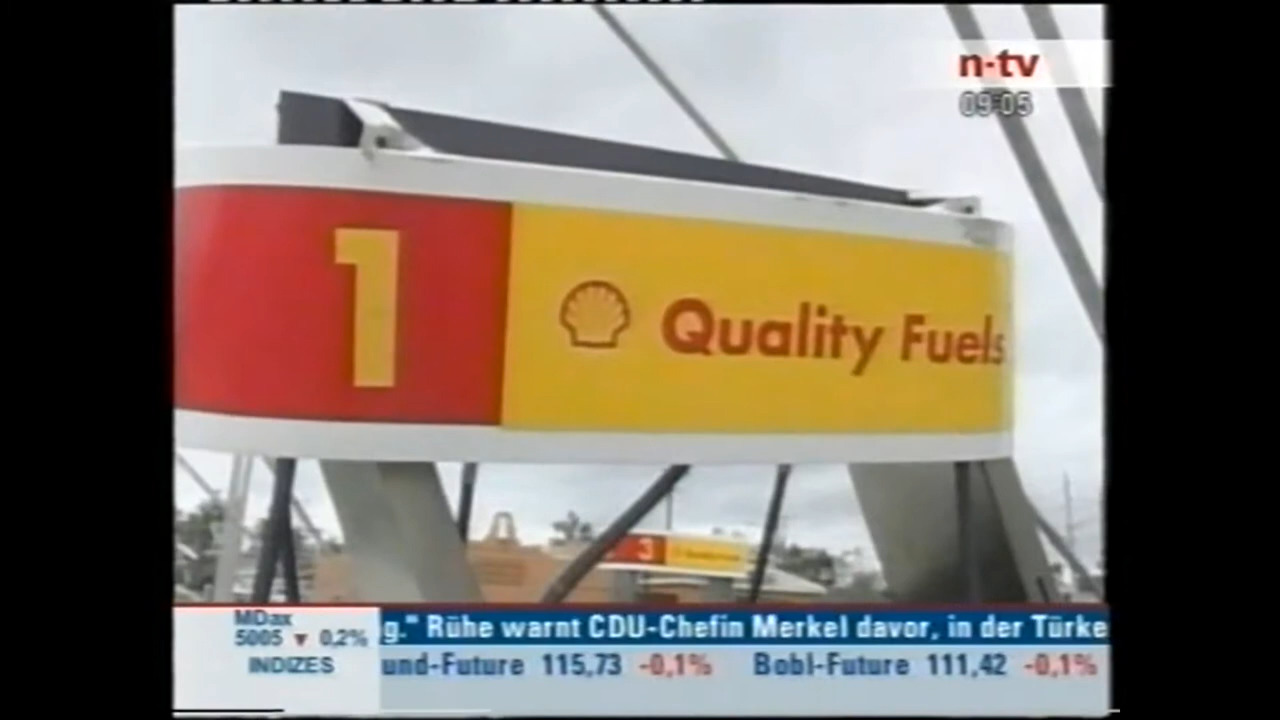 n-tv
09:05
1
Quality Fuels
3
MDax
5005 ▼ 0,2%
INDIZES
g." Rühe warnt CDU-Chefin Merkel davor, in der Türke
und-Future 115,73 -0,1% Bobl-Future 111,42 -0,1%